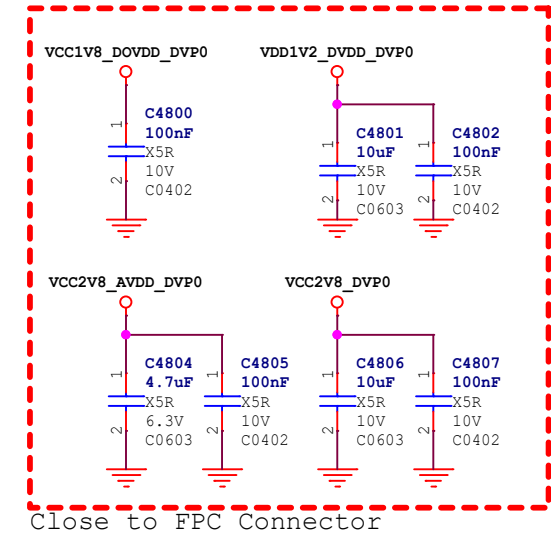 VCC1V8_DOVDD_DVP0
VDD1V2_DVDD_DVP0
1
C4800
100nF
X5R
10V
C0402
2
1
C4801
10uF
X5R
10V
C0603
2
1
C4802
100nF
X5R
10V
C0402
2
VCC2V8_AVDD_DVP0
VCC2V8_DVP0
1
C4804
4.7uF
X5R
6.3V
C0603
2
1
C4805
100nF
X5R
10V
C0402
2
1
C4806
10uF
X5R
10V
C0603
2
1
C4807
100nF
X5R
10V
C0402
2
Close to FPC Connector